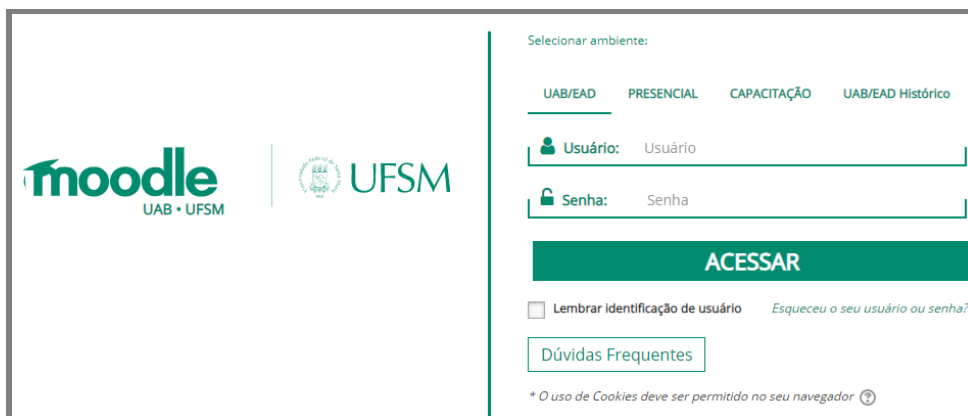 moodle
UAB • UFSM
UFSM
Selecionar ambiente:
UAB/EAD PRESENCIAL CAPACITAÇÃO UAB/EAD Histórico
Usuário: Usuário
Senha: Senha
ACESSAR
Lembrar identificação de usuário Esqueceu o seu usuário ou senha?
Dúvidas Frequentes
* O uso de Cookies deve ser permitido no seu navegador ?